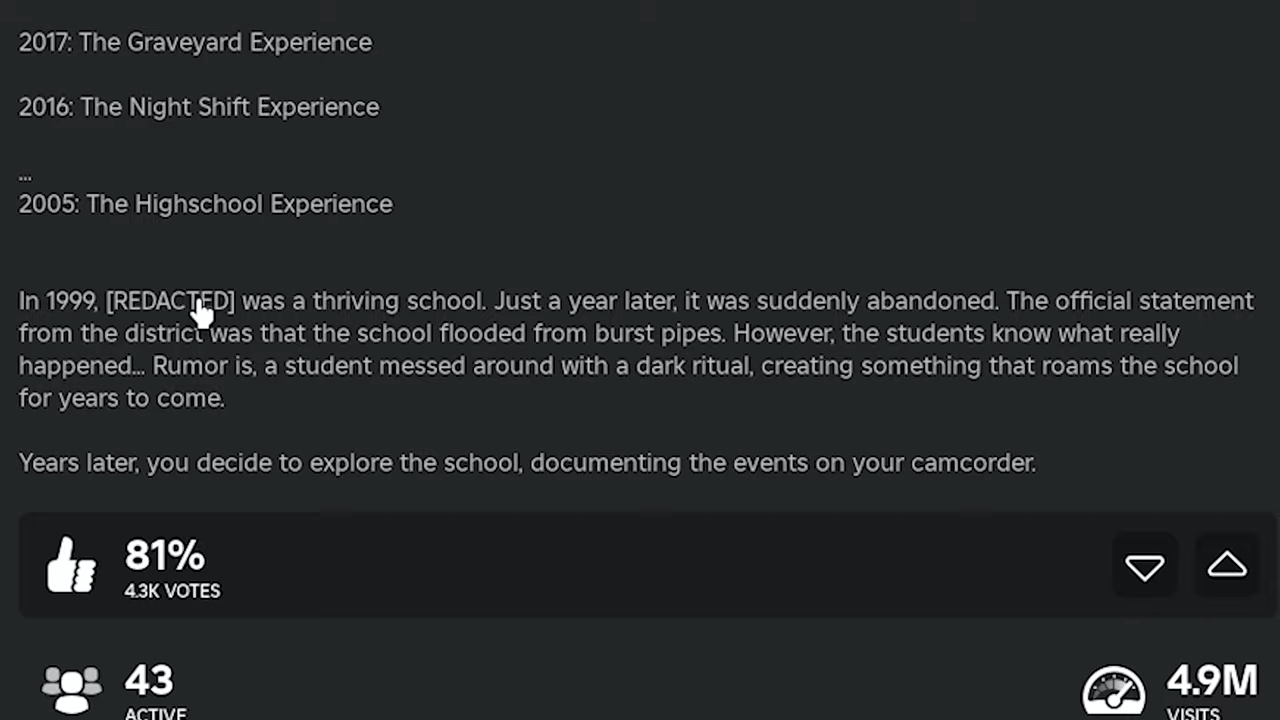 2017: The Graveyard Experience
2016: The Night Shift Experience
...
2005: The Highschool Experience
In 1999, [REDACTED] was a thriving school. Just a year later, it was suddenly abandoned. The official statement
from the district was that the school flooded from burst pipes. However, the students know what really
happened... Rumor is, a student messed around with a dark ritual, creating something that roams the school
for years to come.
Years later, you decide to explore the school, documenting the events on your camcorder.
81%
4.3K VOTES
43
ACTIVE
4.9M
VISITS